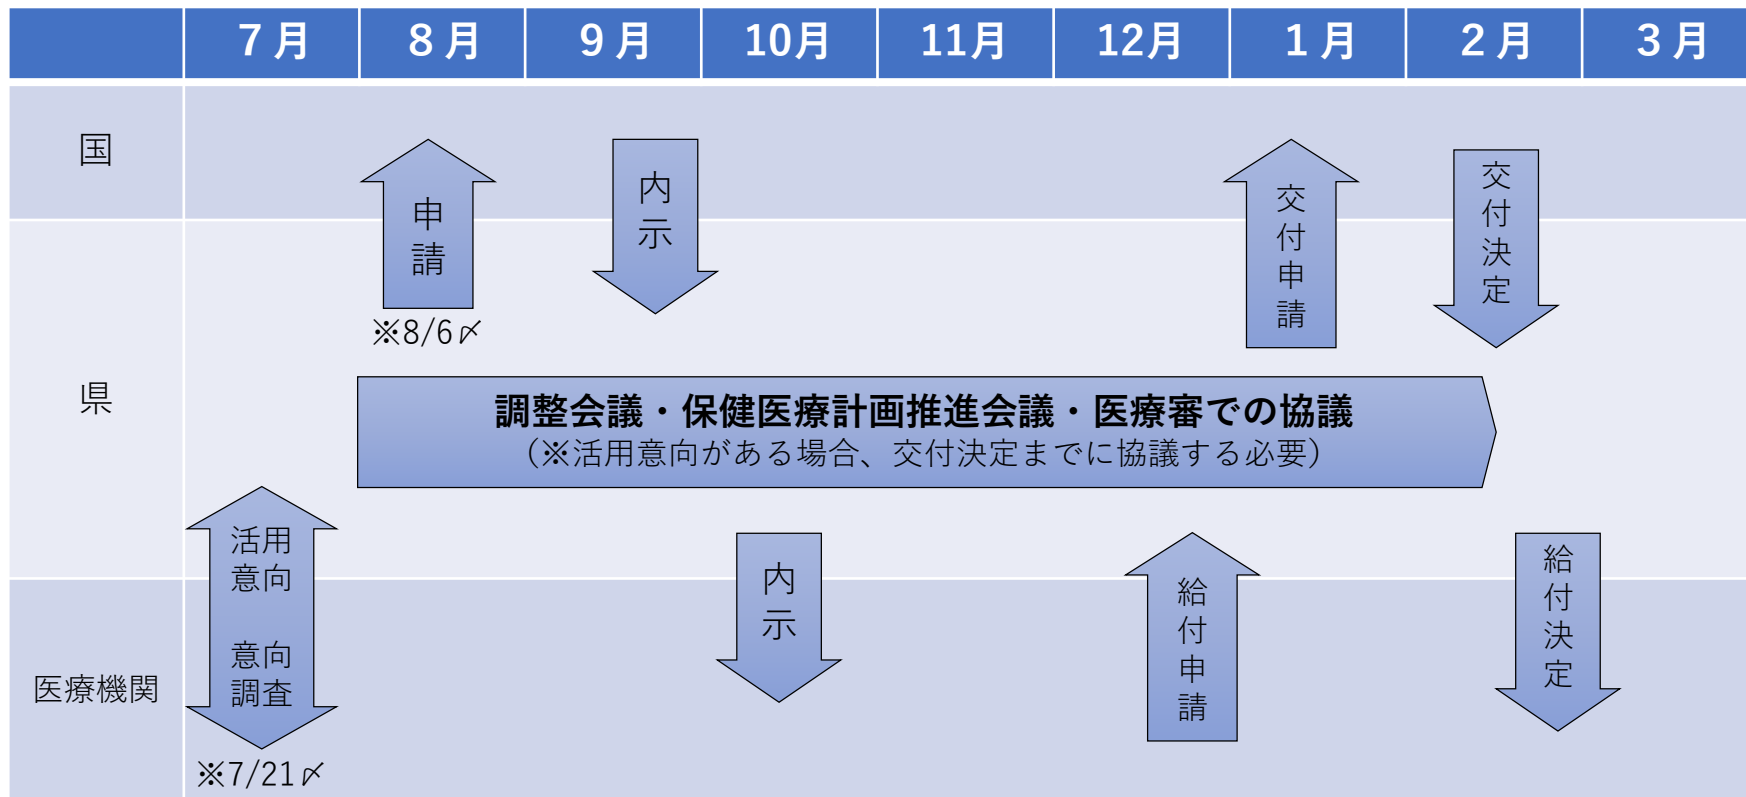 7月 8月 9月 10月 11月 12月 1月 2月 3月
国
申請
内示
交付申請
交付決定
※8/6〆
県
調整会議・保健医療計画推進会議・医療審での協議
（※活用意向がある場合、交付決定までに協議する必要）
活用
意向
意向
調査
※7/21〆
内示
給付申請
給付決定
医療機関